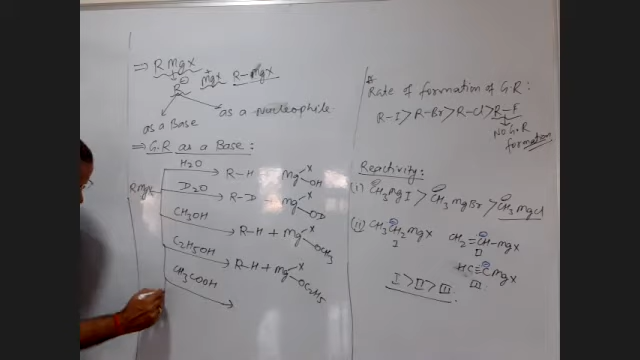 ⇒ RMgX
R⊖ +MgX R–MgX
as a Base as a nucleophile
⇒ G.R as a Base:
RMgX
H2O → R–H Mg X OH
D2O → R–D + Mg X OD
CH3OH → R–H + Mg X OCH3
C2H5OH → R–H + Mg X OC2H5
CH3COOH →
Rate of formation of G.R:
R–I > R–Br > R–Cl > R–F
No G.R
formation
Reactivity:
(i) CH3MgI > CH3MgBr > CH3MgCl
(ii) CH3CH2MgX CH2=CH–MgX
I II
HC≡CMgX
III
I > II > III.